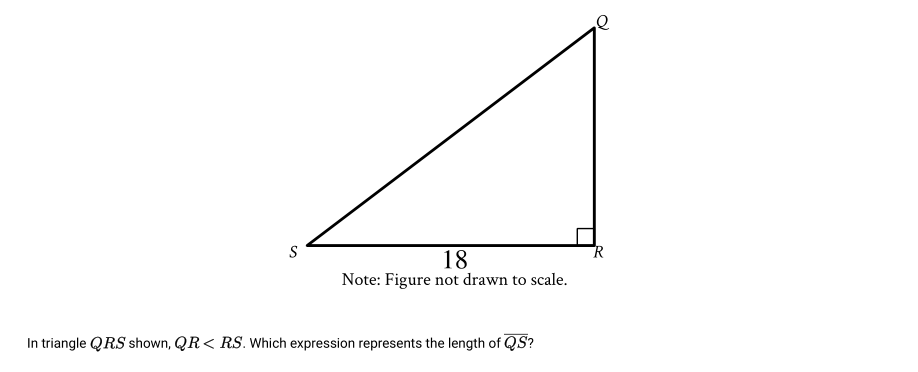 Q
S
R
18
Note: Figure not drawn to scale.
In triangle QRS shown, QR < RS. Which expression represents the length of Q̅S̅?